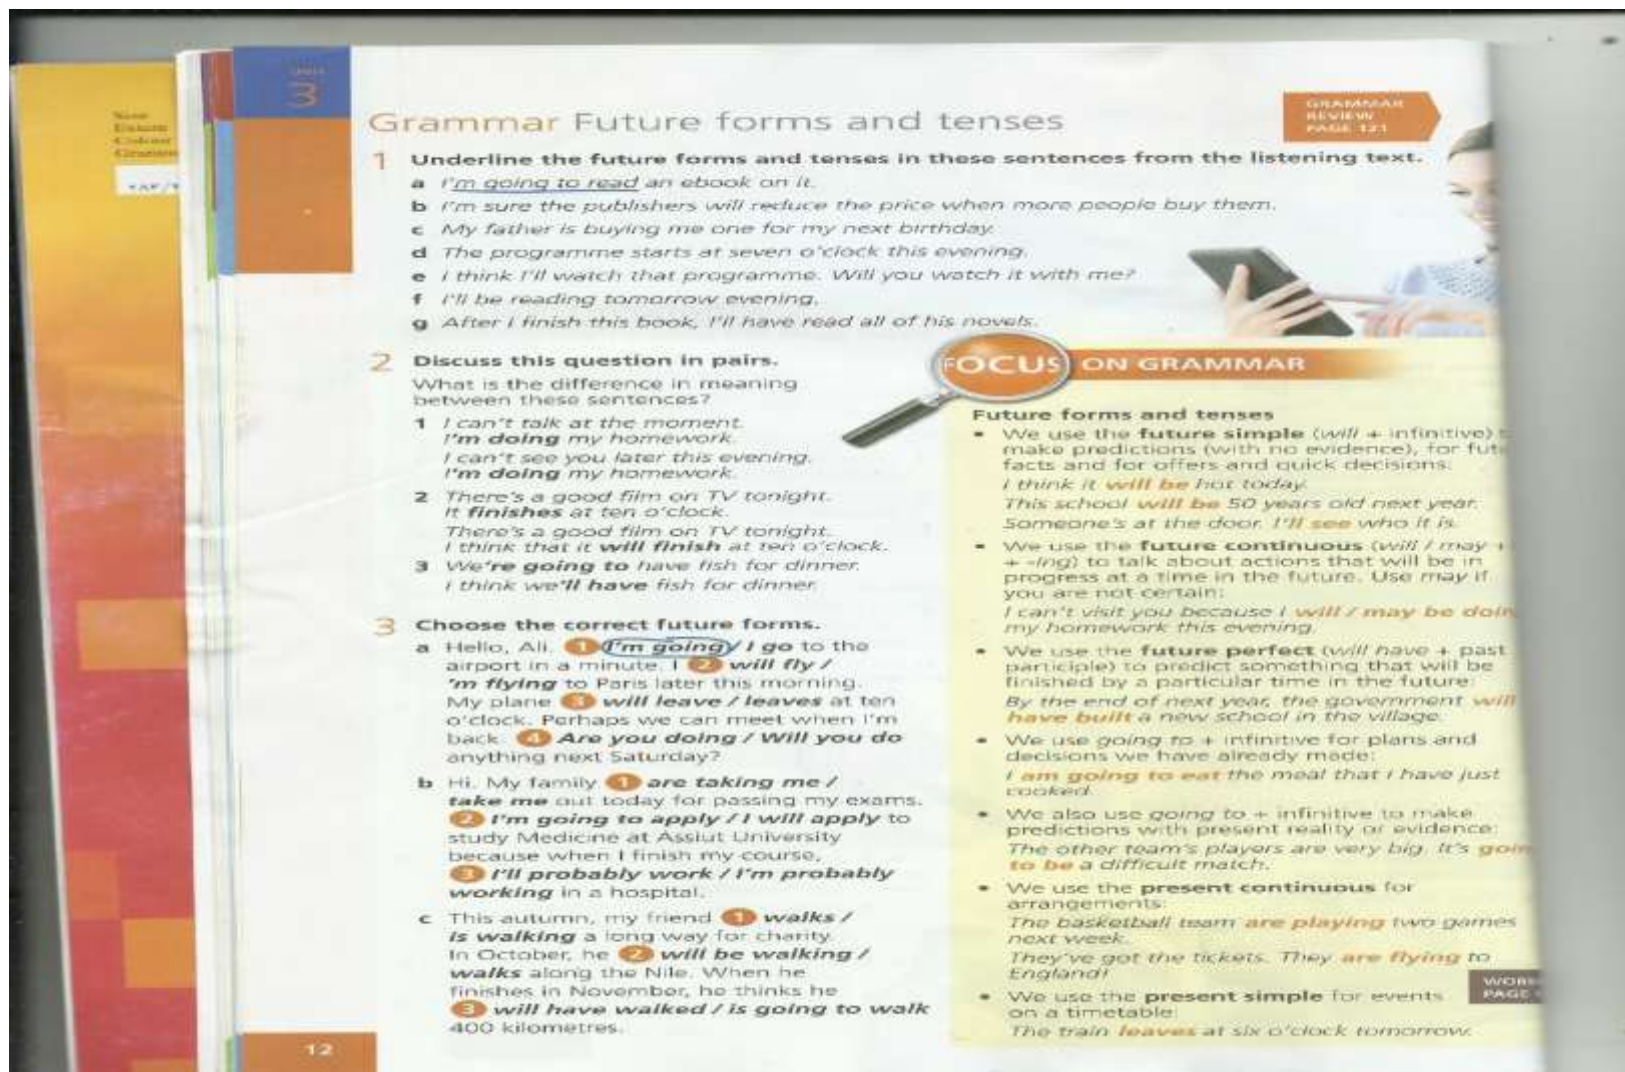 UNIT
3
Grammar Future forms and tenses
GRAMMAR
REVIEW
PAGE 121
1 Underline the future forms and tenses in these sentences from the listening text.
a I'm going to read an ebook on it.
b I'm sure the publishers will reduce the price when more people buy them.
c My father is buying me one for my next birthday.
d The programme starts at seven o'clock this evening.
e I think I'll watch that programme. Will you watch it with me?
f I'll be reading tomorrow evening.
g After I finish this book, I'll have read all of his novels.
2 Discuss this question in pairs.
What is the difference in meaning
between these sentences?
1 I can't talk at the moment.
I'm doing my homework.
I can't see you later this evening.
I'm doing my homework.
2 There's a good film on TV tonight.
It finishes at ten o'clock.
There's a good film on TV tonight.
I think that it will finish at ten o'clock.
3 We're going to have fish for dinner.
I think we'll have fish for dinner.
3 Choose the correct future forms.
a Hello, Ali. 1 I'm going / I go to the
airport in a minute. I 2 will fly /
'm flying to Paris later this morning.
My plane 3 will leave / leaves at ten
o'clock. Perhaps we can meet when I'm
back. 4 Are you doing / Will you do
anything next Saturday?
b Hi. My family 1 are taking me /
take me out today for passing my exams.
2 I'm going to apply / I will apply to
study Medicine at Assiut University
because when I finish my course,
3 I'll probably work / I'm probably
working in a hospital.
c This autumn, my friend 1 walks /
is walking a long way for charity.
In October, he 2 will be walking /
walks along the Nile. When he
finishes in November, he thinks he
3 will have walked / is going to walk
400 kilometres.
12
FOCUS ON GRAMMAR
Future forms and tenses
• We use the future simple (will + infinitive)
make predictions (with no evidence), for
facts and for offers and quick decisions:
I think it will be hot today.
This school will be 50 years old next year.
Someone's at the door. I'll see who it is.
• We use the future continuous (will / may +
+ -ing) to talk about actions that will be in
progress at a time in the future. Use may if
you are not certain:
I can't visit you because I will / may be
my homework this evening.
• We use the future perfect (will have + past
participle) to predict something that will be
finished by a particular time in the future:
By the end of next year, the government will
have built a new school in the village.
• We use going to + infinitive for plans and
decisions we have already made:
I am going to eat the meal that I have just
cooked.
• We also use going to + infinitive to make
predictions with present reality or evidence:
The other team's players are very big. It's
to be a difficult match.
• We use the present continuous for
arrangements:
The basketball team are playing two games
next week.
They've got the tickets. They are flying to
England!
• We use the present simple for events
on a timetable:
The train leaves at six o'clock tomorrow.
PAGE